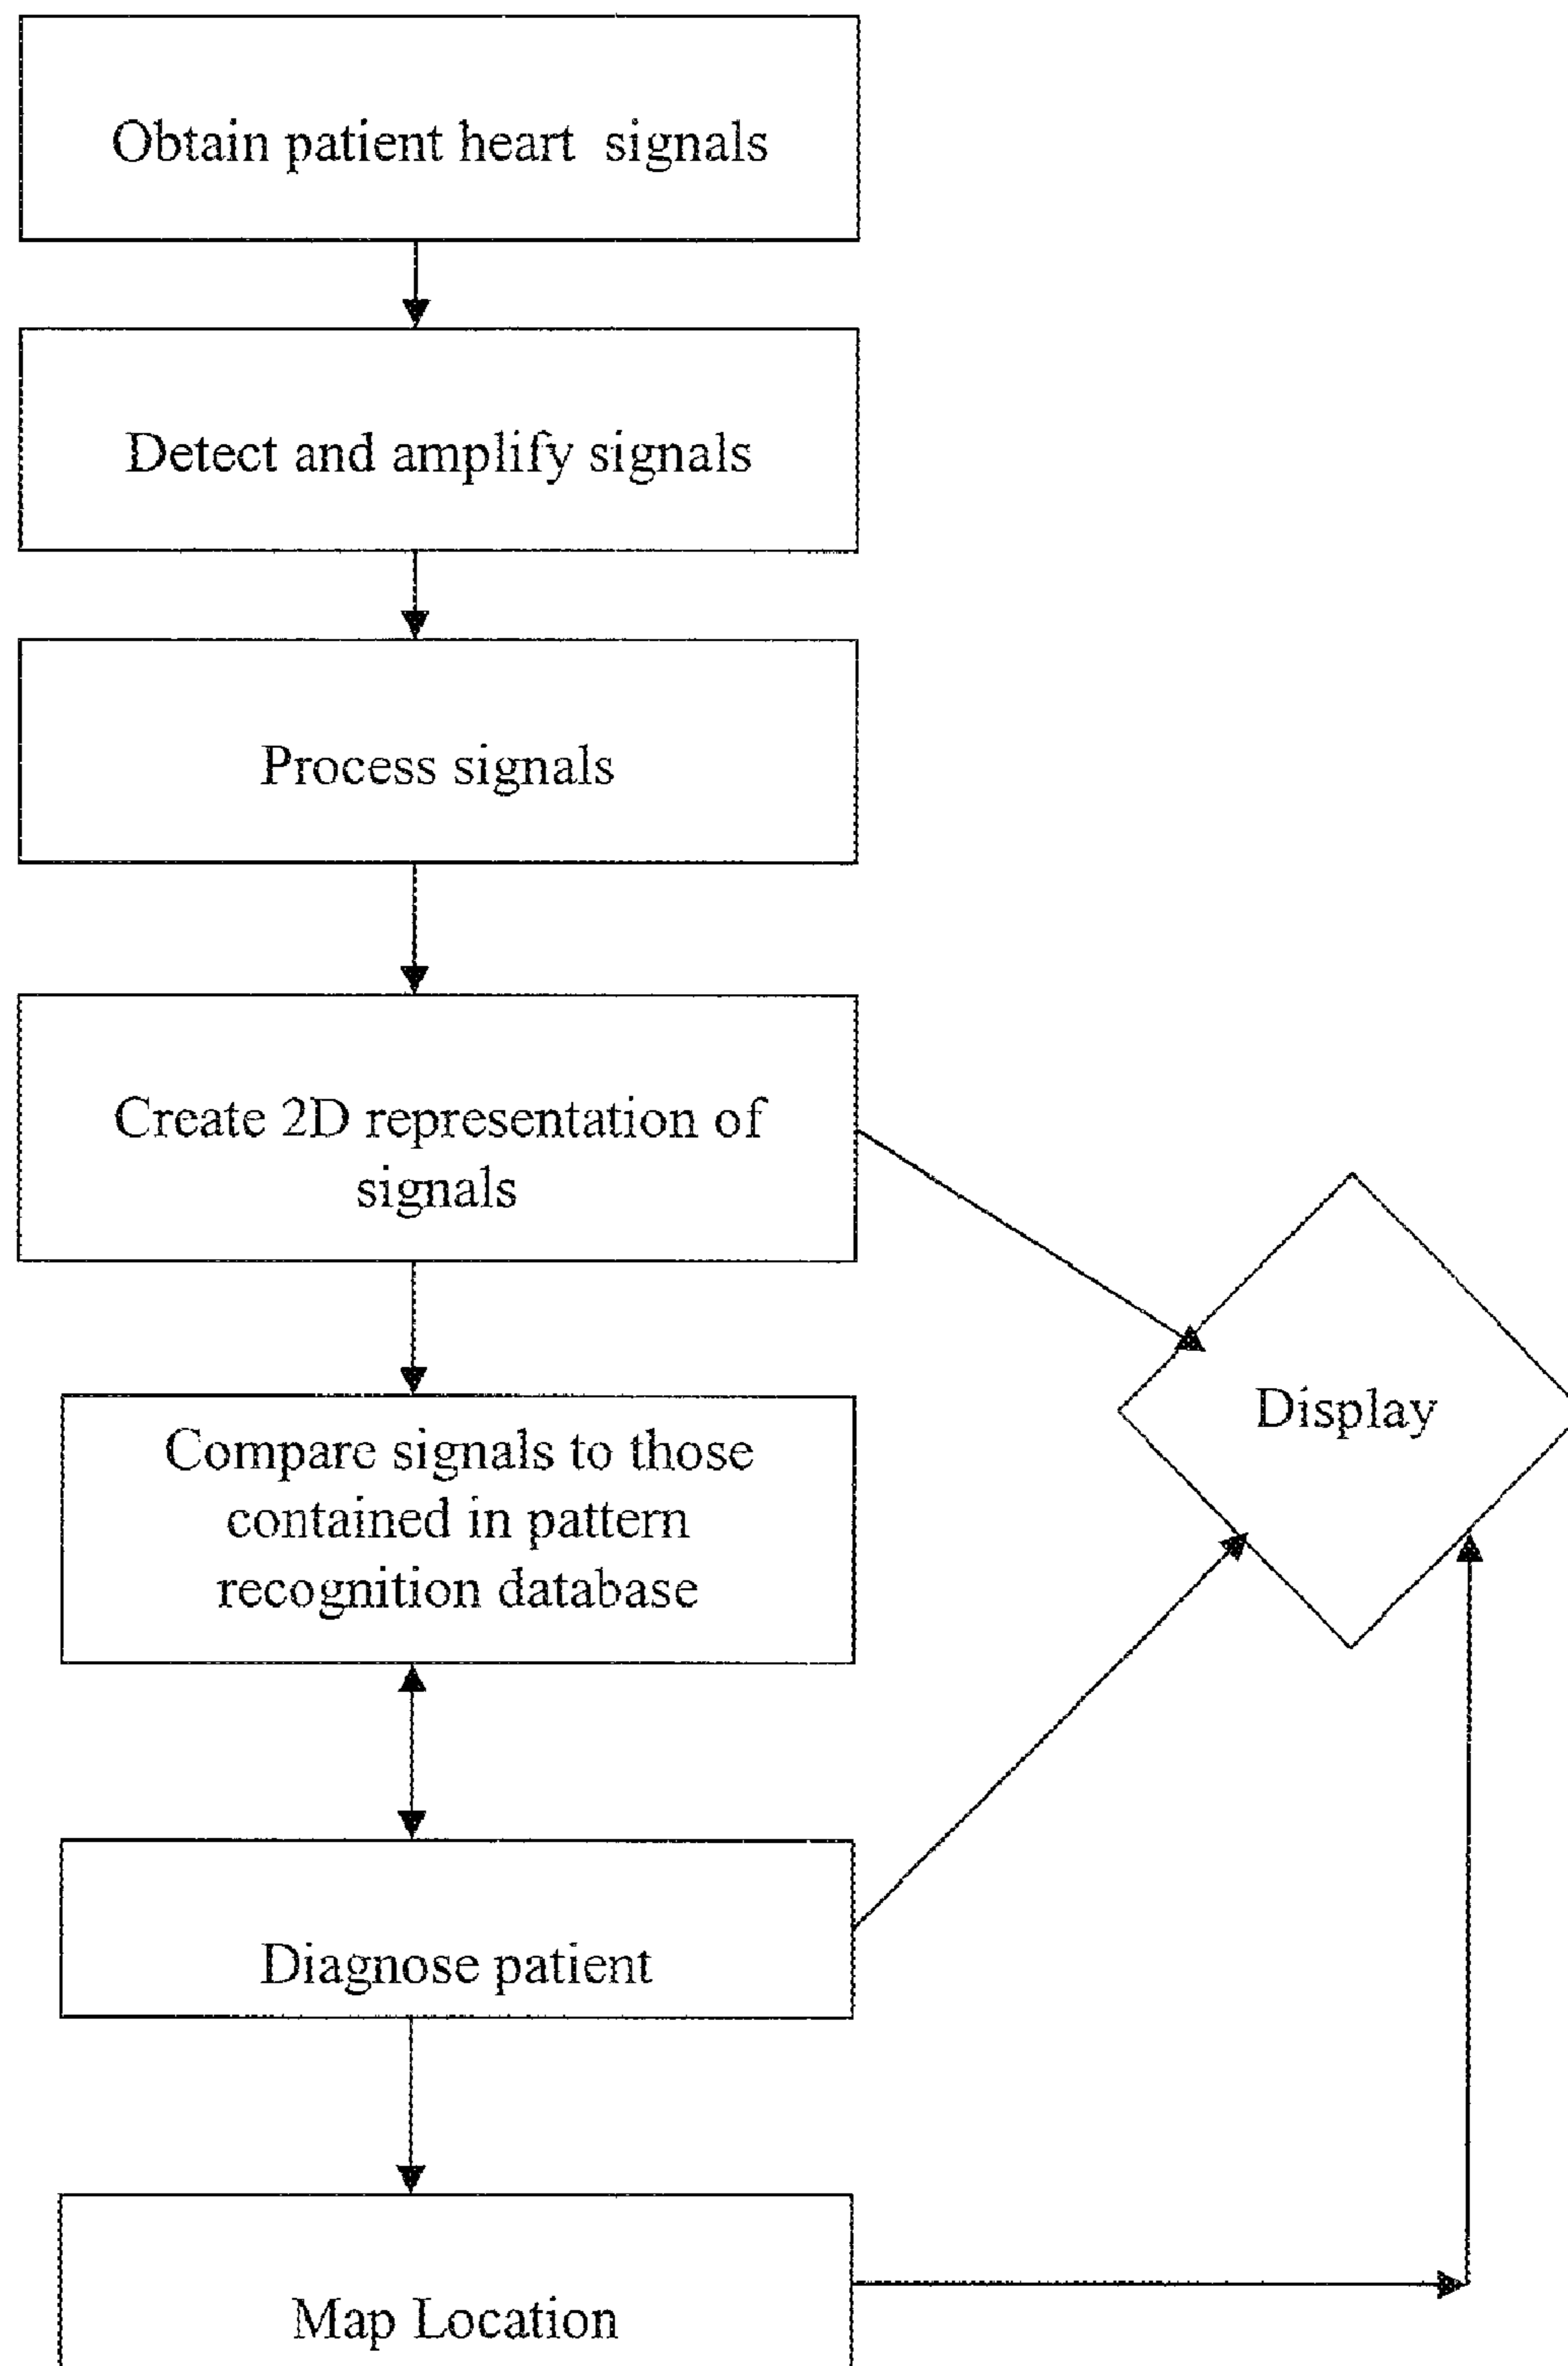 Obtain patient heart signals
Detect and amplify signals
Process signals
Create 2D representation of
signals
Display
Compare signals to those
contained in pattern
recognition database
Diagnose patient
Map Location